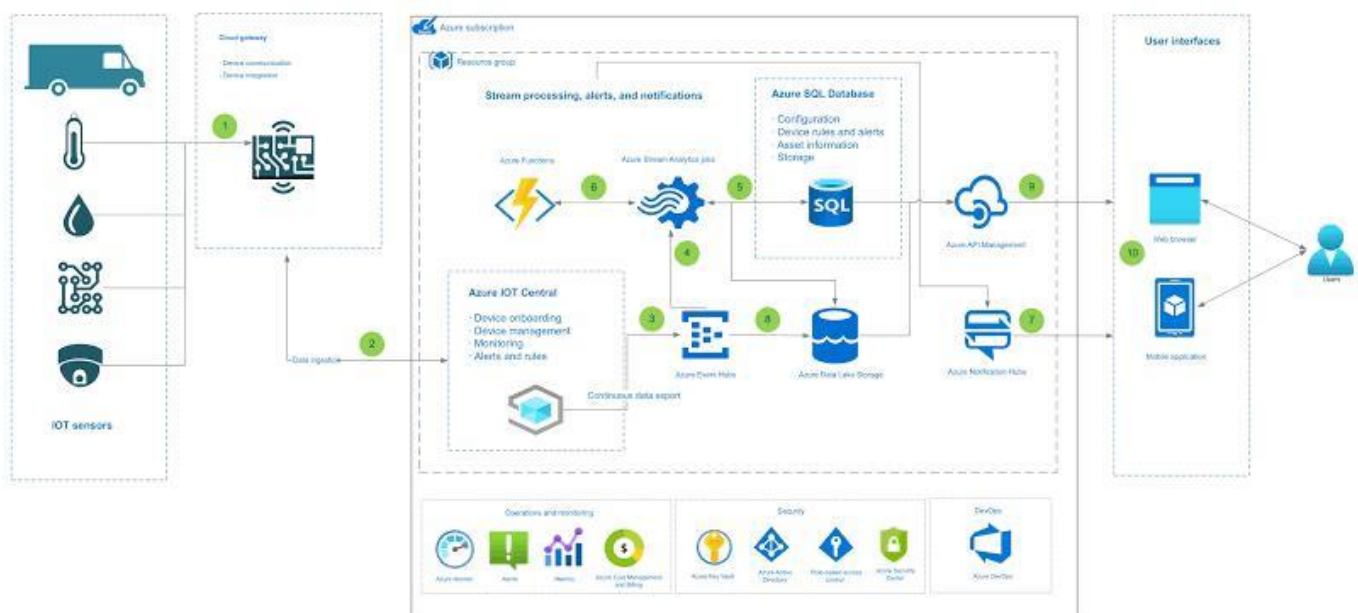 Azure subscription
Cloud gateway
- Device communication
- Device integration
User interfaces
Resource group
Stream processing, alerts, and notifications
Azure SQL Database
· Configuration
· Device rules and alerts
· Asset information
· Storage
1
Azure Functions
Azure Stream Analytics jobs
6
5
9
SQL
Azure API Management
Web browser
10
4
Users
Azure IOT Central
· Device onboarding
· Device management
· Monitoring
· Alerts and rules
2
3
8
7
Data ingestion
Azure Event Hubs
Azure Data Lake Storage
Azure Notification Hubs
Mobile application
Continuous data export
IOT sensors
Operations and monitoring
Security
DevOps
$
Azure Monitor
Alerts
Metrics
Azure Cost Management
and Billing
Azure Key Vault
Azure Active
Directory
Role-based access
control
Azure Security
Center
Azure DevOps